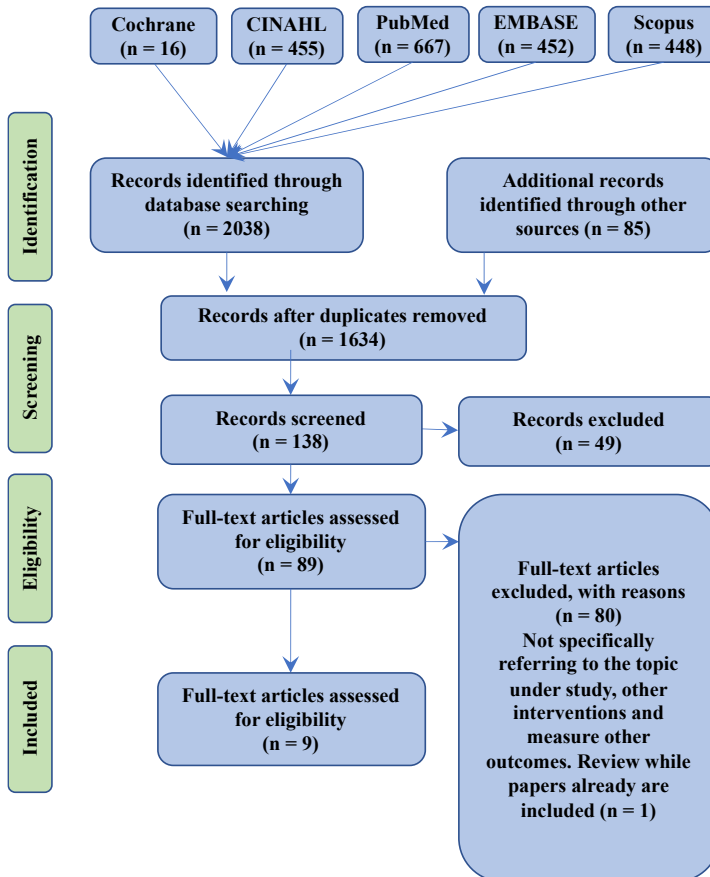 Cochrane
(n = 16)
CINAHL
(n = 455)
PubMed
(n = 667)
EMBASE
(n = 452)
Scopus
(n = 448)
Identification
Records identified through
database searching
(n = 2038)
Additional records
identified through other
sources (n = 85)
Screening
Records after duplicates removed
(n = 1634)
Records screened
(n = 138)
Records excluded
(n = 49)
Eligibility
Full-text articles assessed
for eligibility
(n = 89)
Full-text articles
excluded, with reasons
(n = 80)
Not specifically
referring to the topic
under study, other
interventions and
measure other
outcomes. Review while
papers already are
included (n = 1)
Included
Full-text articles assessed
for eligibility
(n = 9)